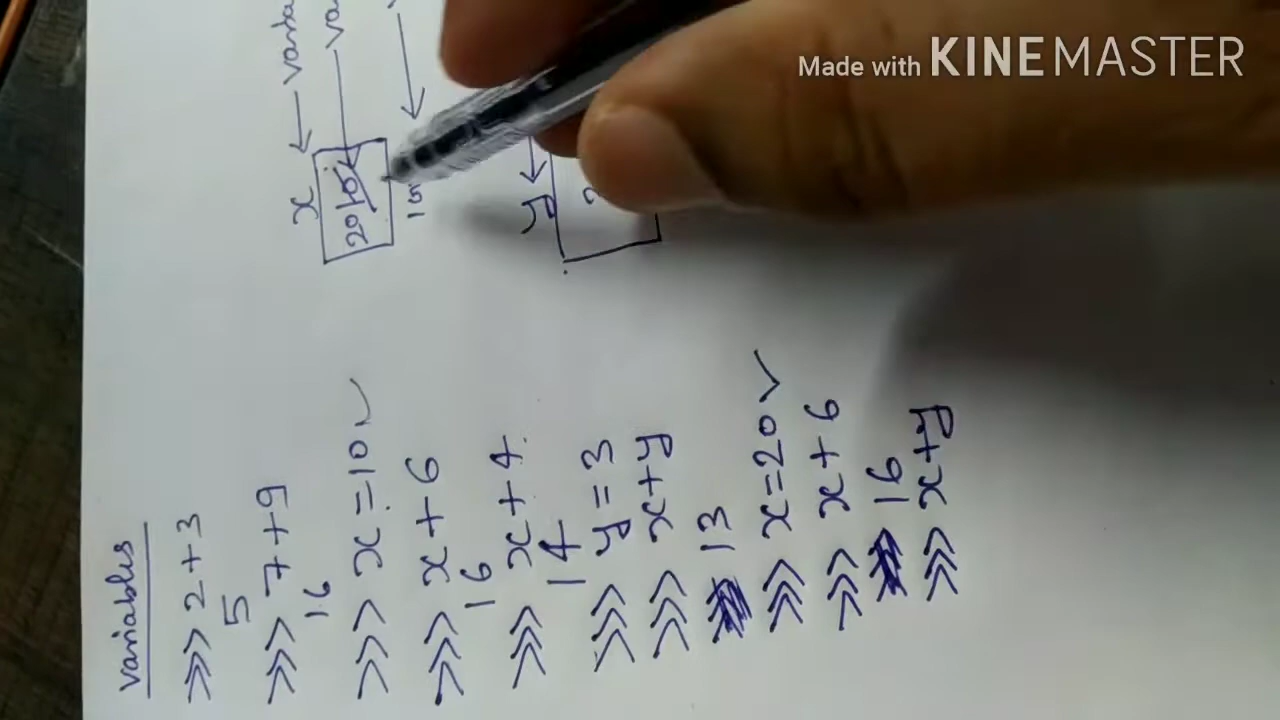 Made with KINEMASTER
variables
>>> 2+3
5
>>> 7+9
16
>>> x=10
>>> x+6
16
>>> x+4
14
>>> y=3
>>> x+y
13
>>> x=20
>>> x+6
16
>>> x+y
x
20 10
y